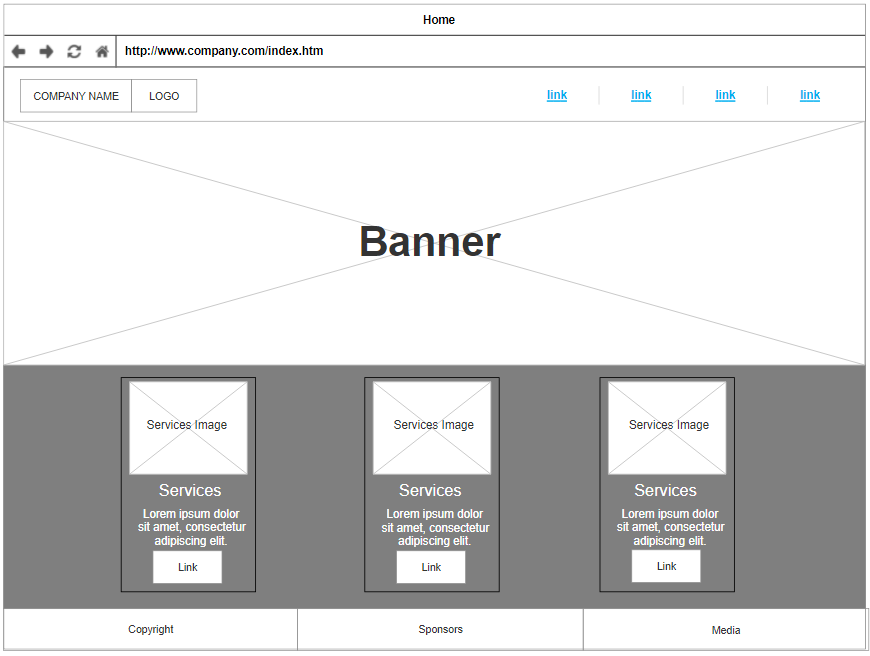 Home
http://www.company.com/index.htm
COMPANY NAME LOGO
link link link link
Banner
Services Image
Services
Lorem ipsum dolor
sit amet, consectetur
adipiscing elit.
Link
Services Image
Services
Lorem ipsum dolor
sit amet, consectetur
adipiscing elit.
Link
Services Image
Services
Lorem ipsum dolor
sit amet, consectetur
adipiscing elit.
Link
Copyright
Sponsors
Media